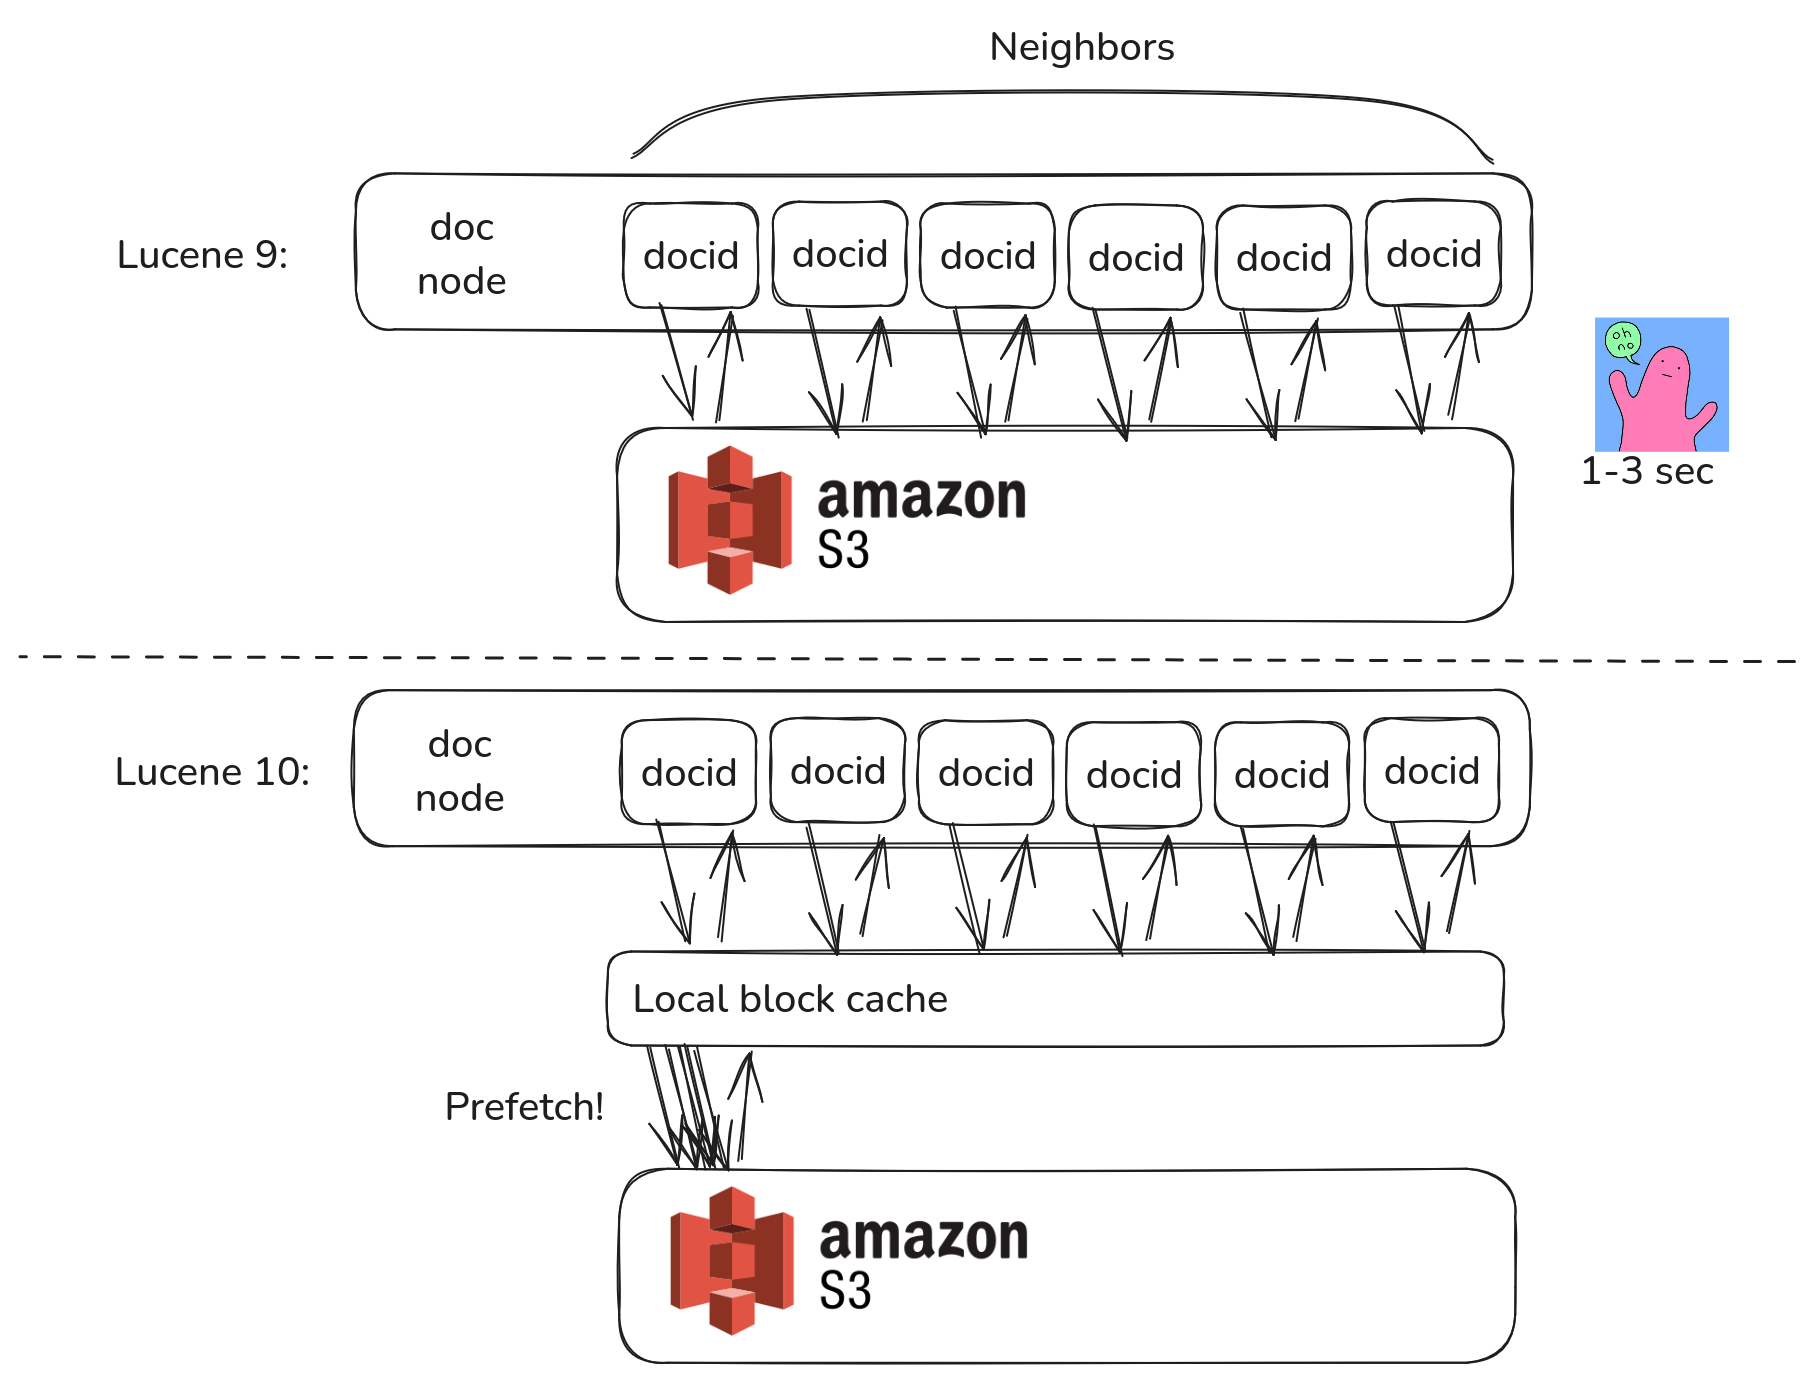 Neighbors
Lucene 9:
doc
node
docid docid docid docid docid docid
oh
no
1-3 sec
amazon
S3
Lucene 10:
doc
node
docid docid docid docid docid docid
Local block cache
Prefetch!
amazon
S3